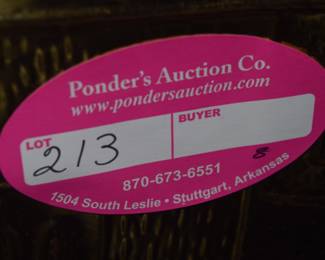 Ponder's Auction Co.
www.pondersauction.com
LOT
213
BUYER
870-673-6551
1504 South Leslie • Stuttgart, Arkansas